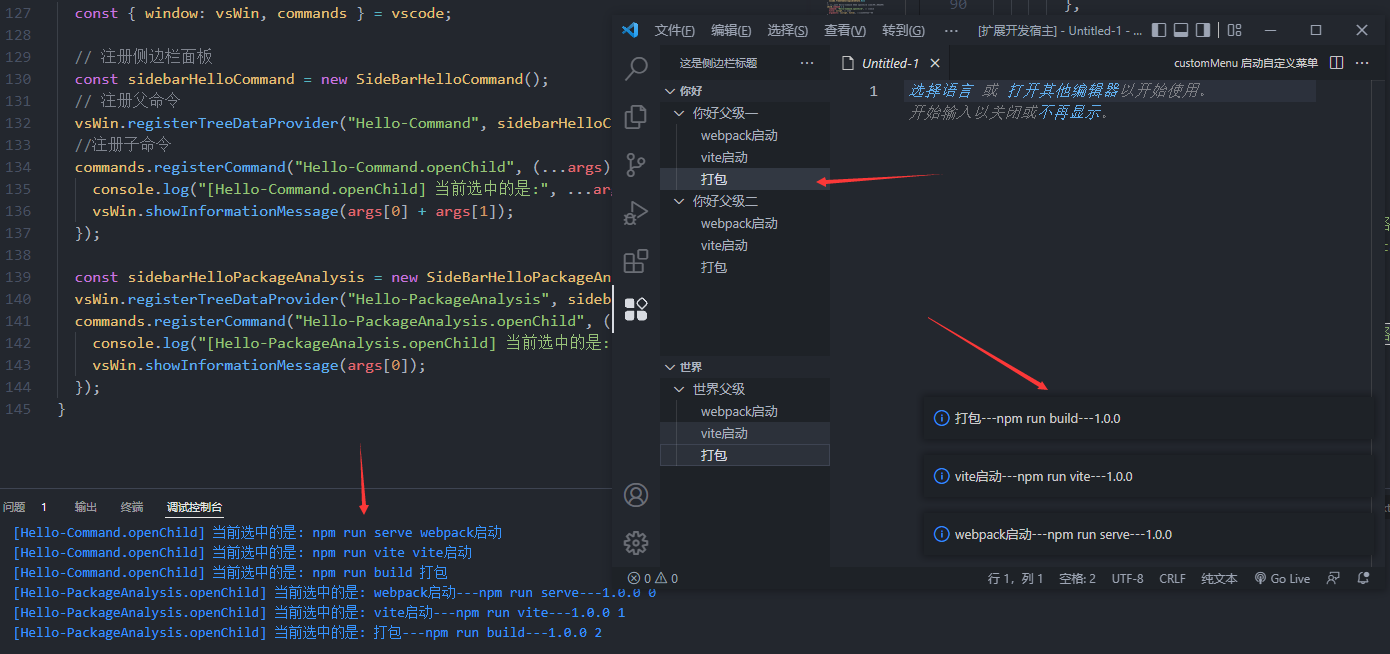 127 const { window: vsWin, commands } = vscode;
128
129 // 注册侧边栏面板
130 const sidebarHelloCommand = new SideBarHelloCommand();
131 // 注册父命令
132 vsWin.registerTreeDataProvider("Hello-Command", sidebarHelloC
133 //注册子命令
134 commands.registerCommand("Hello-Command.openChild", (...args)
135 console.log("[Hello-Command.openChild] 当前选中的是:", ...ar
136 vsWin.showInformationMessage(args[0] + args[1]);
137 });
138
139 const sidebarHelloPackageAnalysis = new SideBarHelloPackageAn
140 vsWin.registerTreeDataProvider("Hello-PackageAnalysis", sideb
141 commands.registerCommand("Hello-PackageAnalysis.openChild", (
142 console.log("[Hello-PackageAnalysis.openChild] 当前选中的是:
143 vsWin.showInformationMessage(args[0]);
144 });
145 }
问题 1 输出 终端 调试控制台
[Hello-Command.openChild] 当前选中的是: npm run serve webpack启动
[Hello-Command.openChild] 当前选中的是: npm run vite vite启动
[Hello-Command.openChild] 当前选中的是: npm run build 打包
[Hello-PackageAnalysis.openChild] 当前选中的是: webpack启动---npm run serve---1.0.0 0
[Hello-PackageAnalysis.openChild] 当前选中的是: vite启动---npm run vite---1.0.0 1
[Hello-PackageAnalysis.openChild] 当前选中的是: 打包---npm run build---1.0.0 2
90 },
文件(F) 编辑(E) 选择(S) 查看(V) 转到(G) ··· [扩展开发宿主] - Untitled-1 - ...
这是侧边栏标题 ···
你好
你好父级一
webpack启动
vite启动
打包
你好父级二
webpack启动
vite启动
打包
世界
世界父级
webpack启动
vite启动
打包
Untitled-1
customMenu 启动自定义菜单 ···
1 选择语言 或 打开其他编辑器以开始使用。
开始输入以关闭或不再显示。
打包---npm run build---1.0.0
vite启动---npm run vite---1.0.0
webpack启动---npm run serve---1.0.0
0 0 行 1，列 1 空格: 2 UTF-8 CRLF 纯文本 Go Live